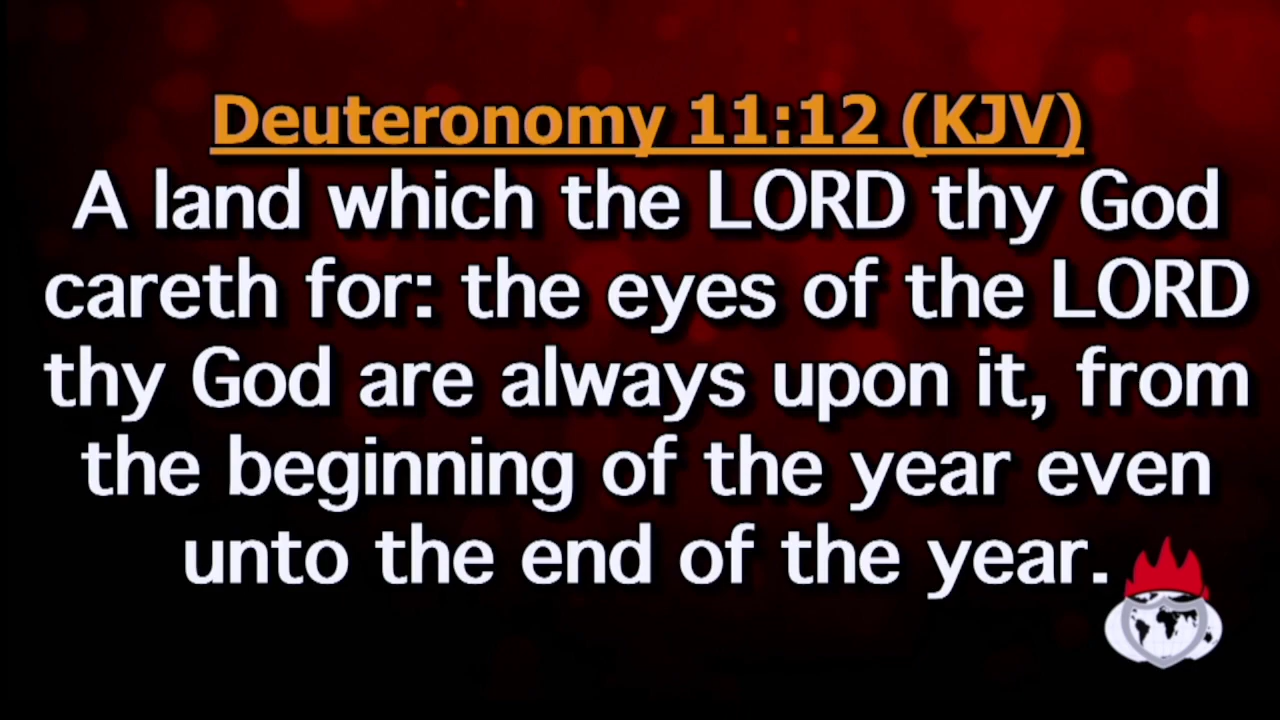 Deuteronomy 11:12 (KJV)
A land which the LORD thy God
careth for: the eyes of the LORD
thy God are always upon it, from
the beginning of the year even
unto the end of the year.